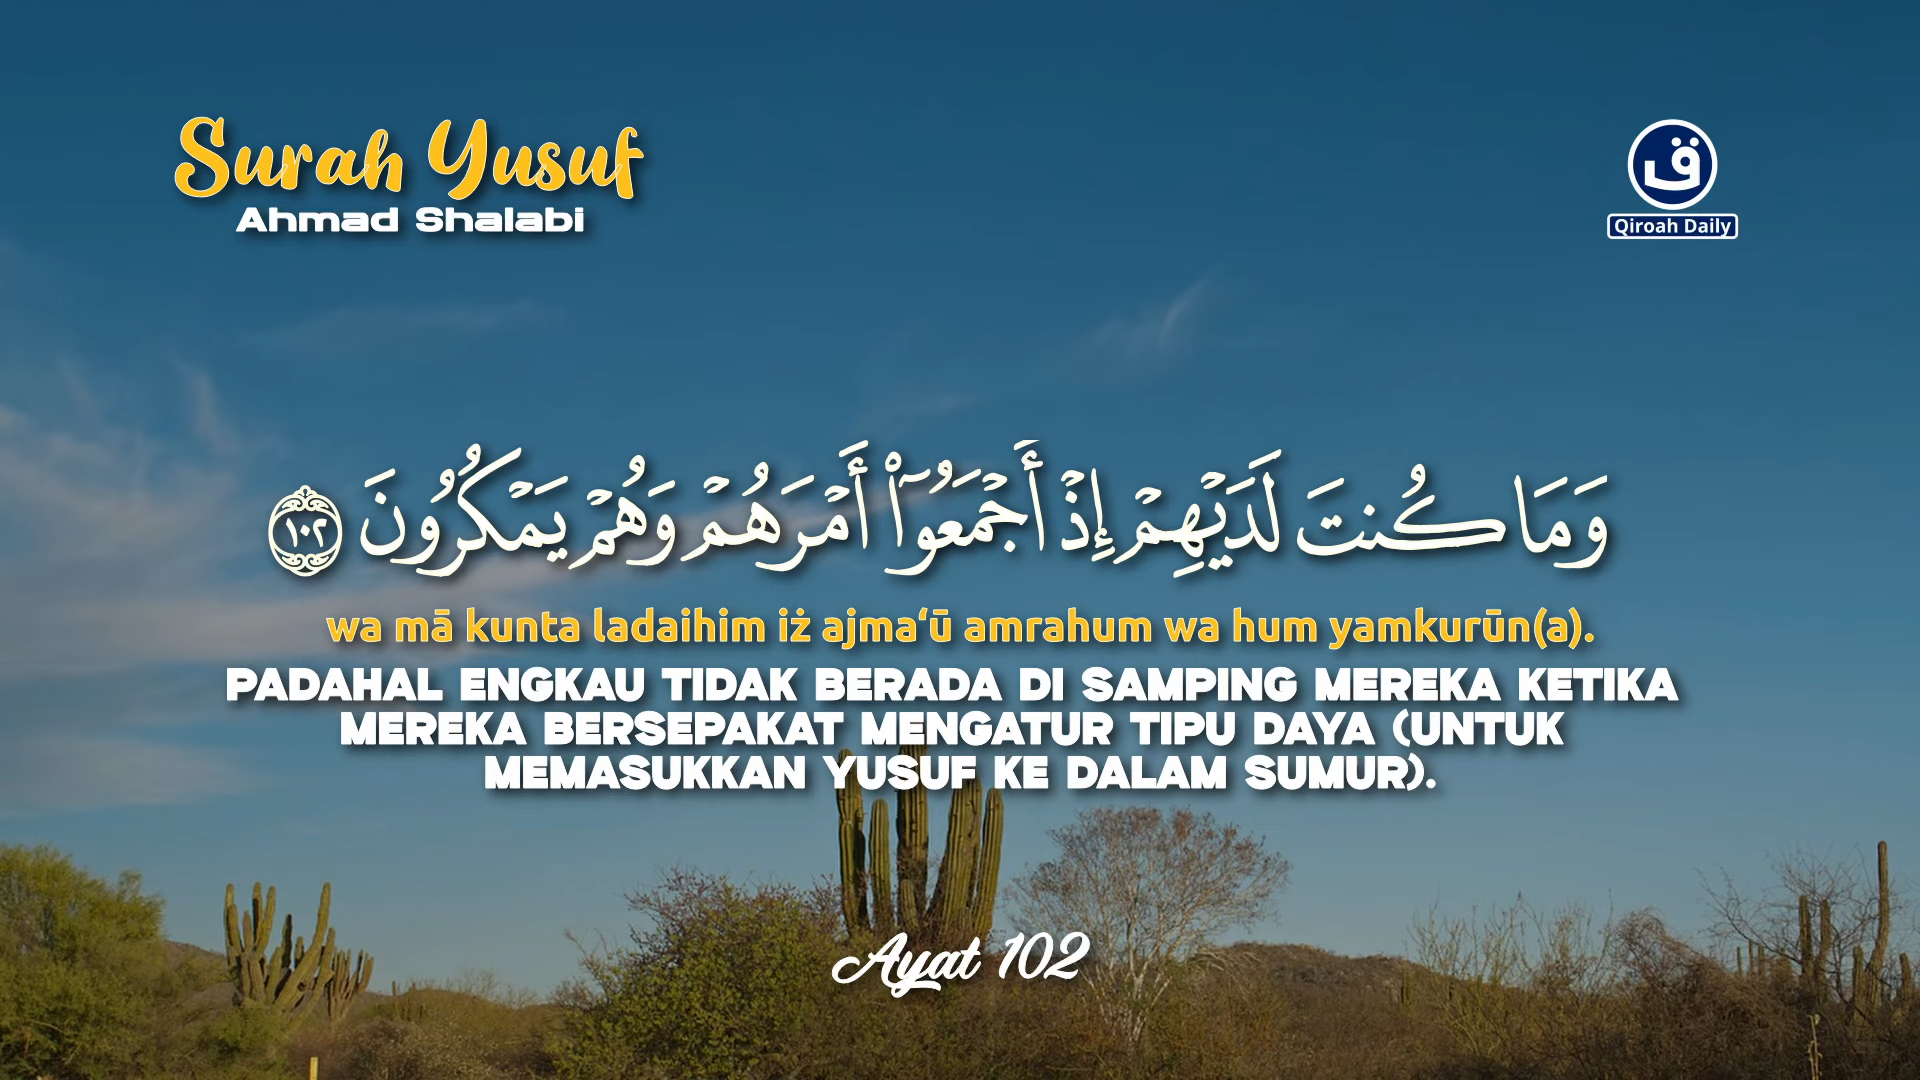 Surah Yusuf
Ahmad Shalabi
ق
Qiroah Daily
وَمَا كُنتَ لَدَيْهِمْ إِذْ أَجْمَعُوٓا۟ أَمْرَهُمْ وَهُمْ يَمْكُرُونَ ١٠٢
wa mā kunta ladaihim iż ajma‘ū amrahum wa hum yamkurūn(a).
PADAHAL ENGKAU TIDAK BERADA DI SAMPING MEREKA KETIKA
MEREKA BERSEPAKAT MENGATUR TIPU DAYA (UNTUK
MEMASUKKAN YUSUF KE DALAM SUMUR).
Ayat 102